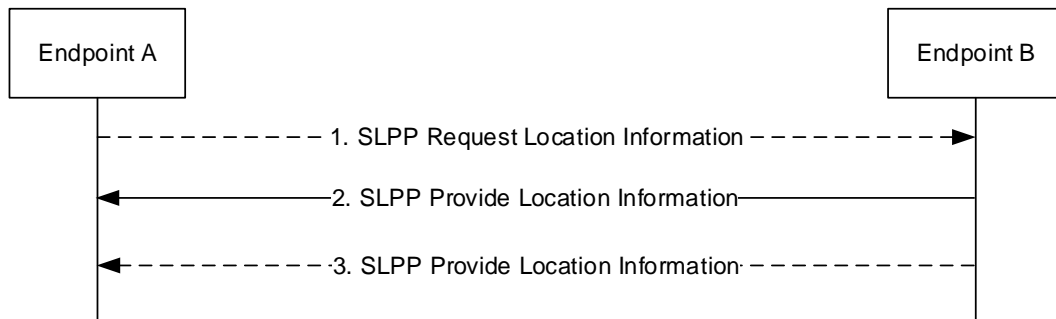 Endpoint A
Endpoint B
1. SLPP Request Location Information
2. SLPP Provide Location Information
3. SLPP Provide Location Information